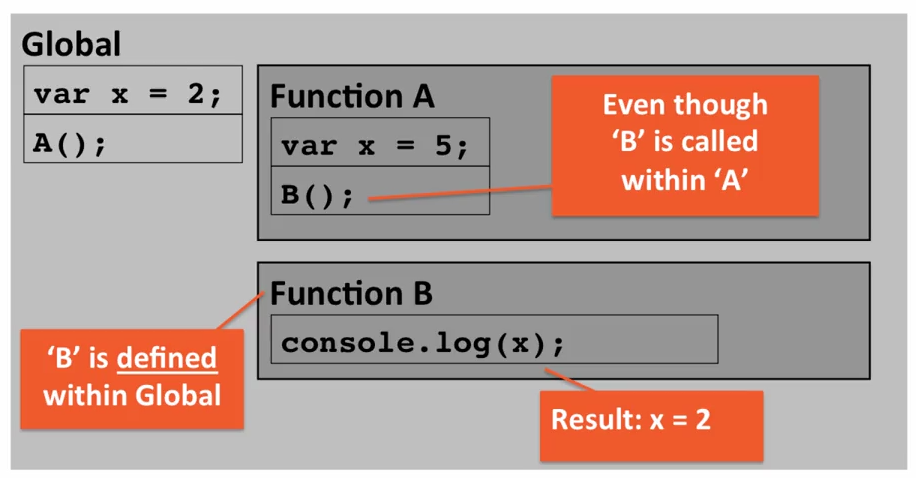 Global
var x = 2;
A();
Function A
var x = 5;
B();
Even though
‘B’ is called
within ‘A’
Function B
console.log(x);
‘B’ is defined
within Global
Result: x = 2